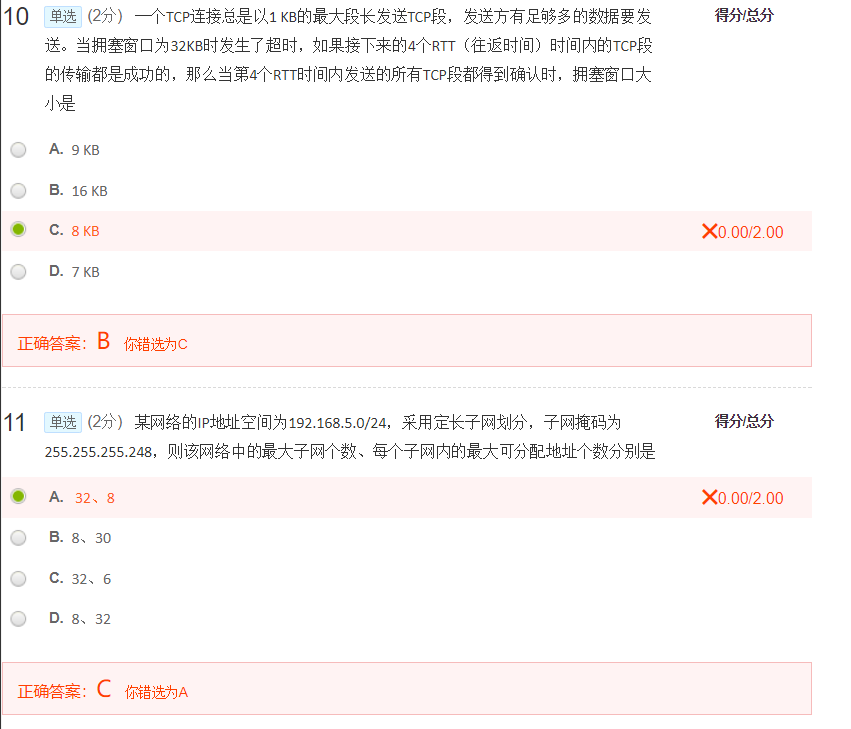 10 单选 (2分) 一个TCP连接总是以1 KB的最大段长发送TCP段，发送方有足够多的数据要发 得分/总分
送。当拥塞窗口为32KB时发生了超时，如果接下来的4个RTT（往返时间）时间内的TCP段
的传输都是成功的，那么当第4个RTT时间内发送的所有TCP段都得到确认时，拥塞窗口大
小是
A. 9 KB
B. 16 KB
C. 8 KB 0.00/2.00
D. 7 KB
正确答案：B 你错选为C
11 单选 (2分) 某网络的IP地址空间为192.168.5.0/24，采用定长子网划分，子网掩码为 得分/总分
255.255.255.248，则该网络中的最大子网个数、每个子网内的最大可分配地址个数分别是
A. 32、8 0.00/2.00
B. 8、30
C. 32、6
D. 8、32
正确答案：C 你错选为A